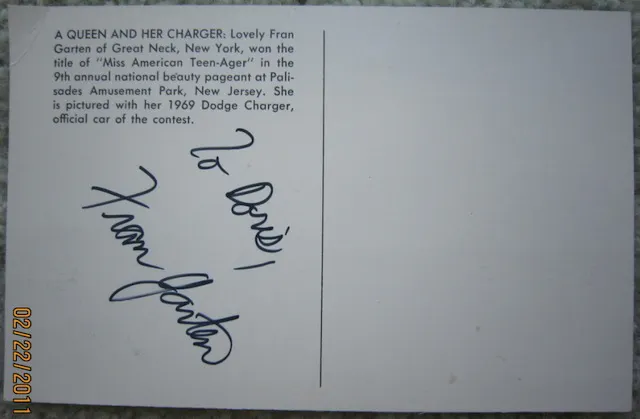 A QUEEN AND HER CHARGER: Lovely Fran
Garten of Great Neck, New York, won the
title of "Miss American Teen-Ager" in the
9th annual national beauty pageant at Pali-
sades Amusement Park, New Jersey. She
is pictured with her 1969 Dodge Charger,
official car of the contest.
To Doris,
Fran Garten
02/22/2011